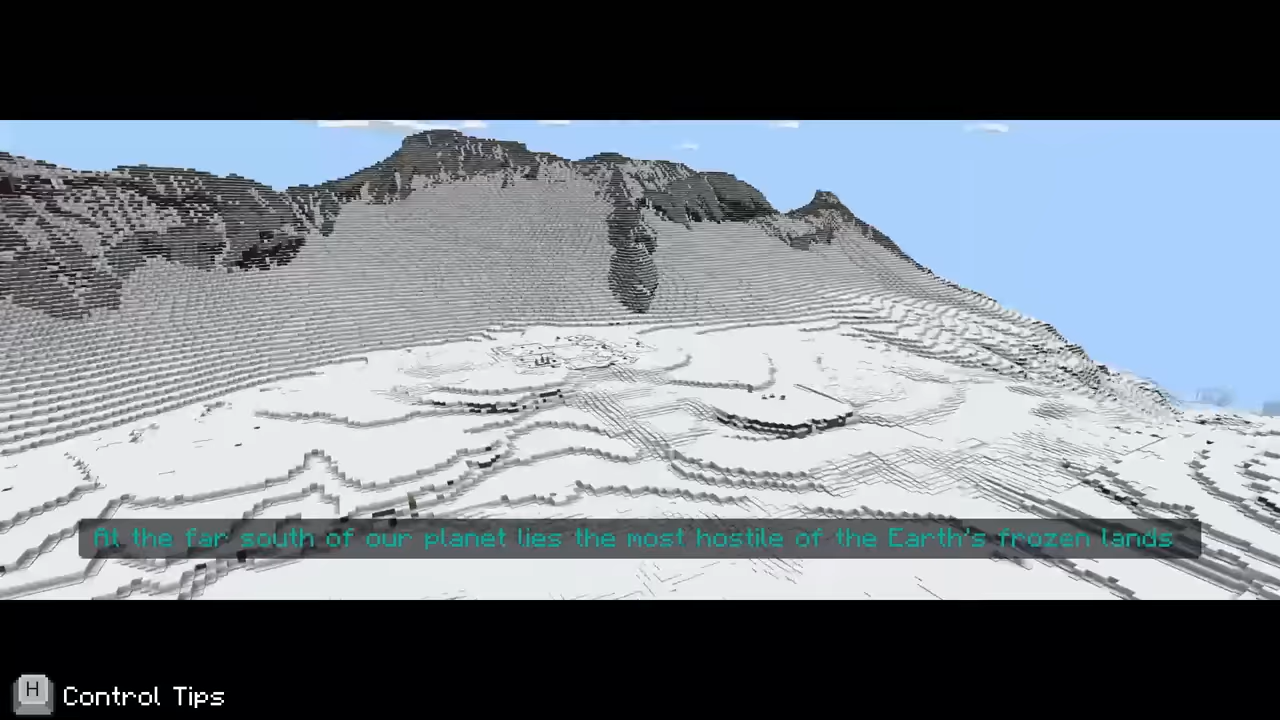 At the far south of our planet lies the most hostile of the Earth's frozen lands
H
Control Tips